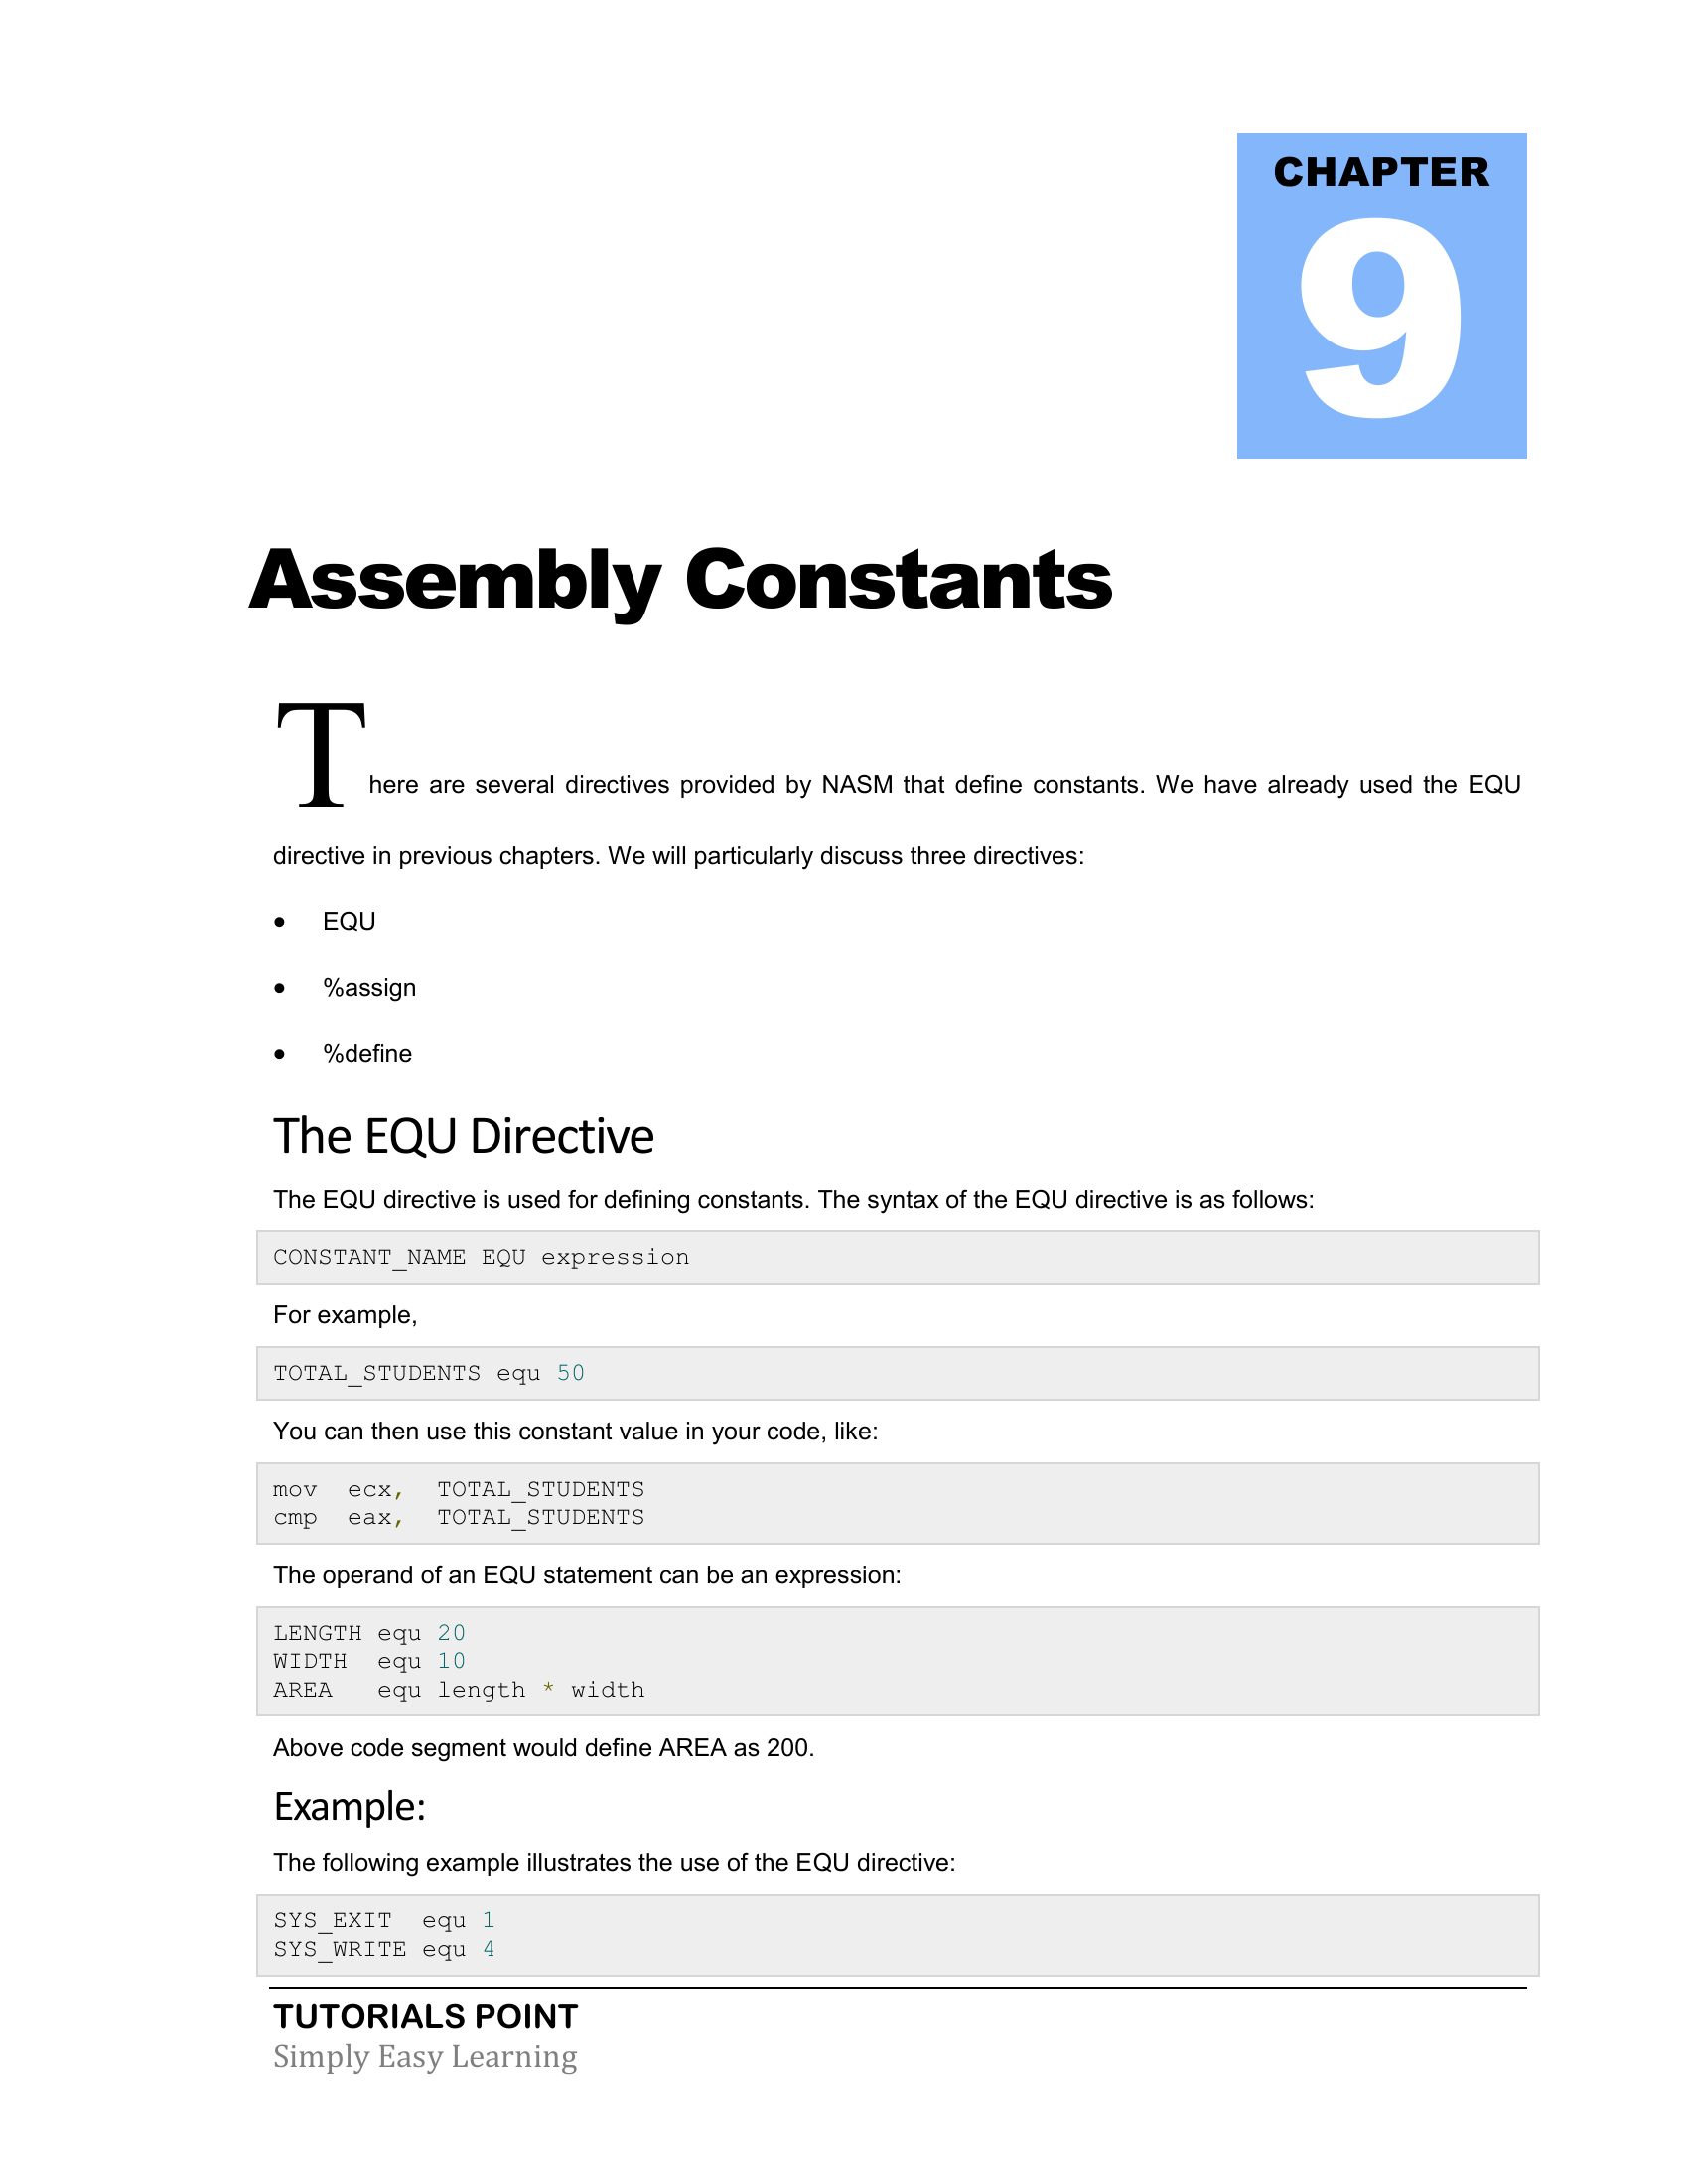 CHAPTER
9
Assembly Constants
There are several directives provided by NASM that define constants. We have already used the EQU
directive in previous chapters. We will particularly discuss three directives:
• EQU
• %assign
• %define
The EQU Directive
The EQU directive is used for defining constants. The syntax of the EQU directive is as follows:
CONSTANT_NAME EQU expression
For example,
TOTAL_STUDENTS equ 50
You can then use this constant value in your code, like:
mov  ecx,  TOTAL_STUDENTS
cmp  eax,  TOTAL_STUDENTS
The operand of an EQU statement can be an expression:
LENGTH equ 20
WIDTH  equ 10
AREA   equ length * width
Above code segment would define AREA as 200.
Example:
The following example illustrates the use of the EQU directive:
SYS_EXIT  equ 1
SYS_WRITE equ 4
TUTORIALS POINT
Simply Easy Learning